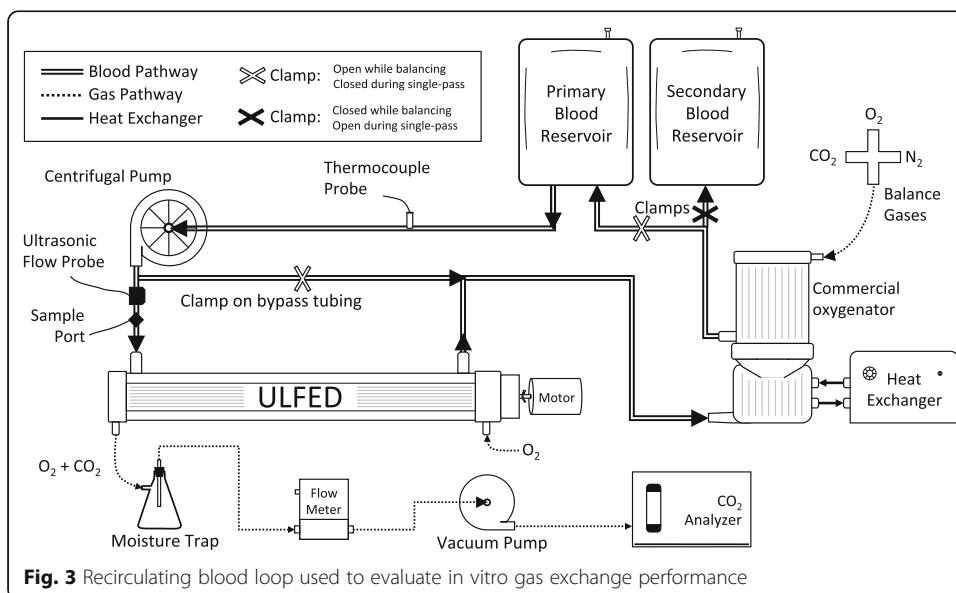 Blood Pathway
Gas Pathway
Heat Exchanger
Clamp: Open while balancing
Closed during single-pass
Clamp: Closed while balancing
Open during single-pass
Primary
Blood
Reservoir
Secondary
Blood
Reservoir
O2
CO2
N2
Balance
Gases
Centrifugal Pump
Thermocouple
Probe
Clamps
Ultrasonic
Flow Probe
Clamp on bypass tubing
Commercial
oxygenator
Sample
Port
ULFED
Motor
Heat
Exchanger
O2 + CO2
O2
Flow
Meter
CO2
Analyzer
Moisture Trap
Vacuum Pump
Fig. 3 Recirculating blood loop used to evaluate in vitro gas exchange performance